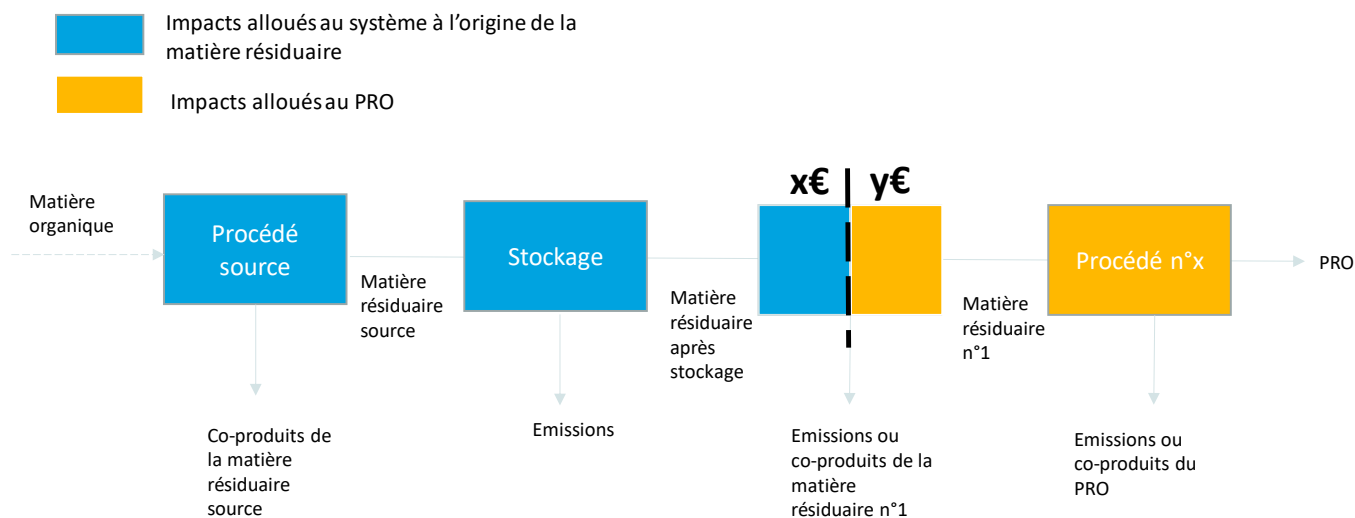 Impacts alloués au système à l'origine de la
matière résiduaire
Impacts alloués au PRO
x€
y€
Matière
organique
Procédé
source
Matière
résiduaire
source
Stockage
Matière
résiduaire
après
stockage
Matière
résiduaire
n°1
Procédé n°x
PRO
Co-produits de
la matière
résiduaire
source
Emissions
Emissions ou
co-produits de la
matière
résiduaire n°1
Emissions ou
co-produits du
PRO